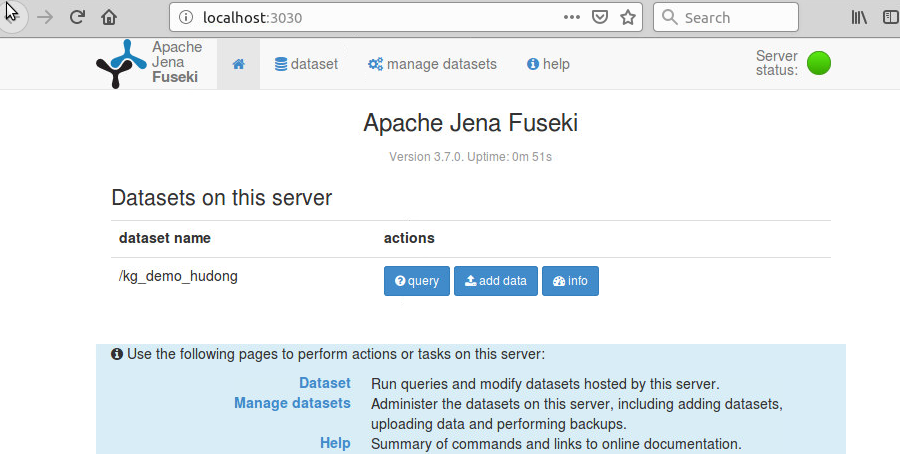 localhost:3030
Search
Apache
Jena
Fuseki
dataset
manage datasets
help
Server
status:
Apache Jena Fuseki
Version 3.7.0. Uptime: 0m 51s
Datasets on this server
dataset name actions
/kg_demo_hudong query add data info
Use the following pages to perform actions or tasks on this server:
Dataset Run queries and modify datasets hosted by this server.
Manage datasets Administer the datasets on this server, including adding datasets,
uploading data and performing backups.
Help Summary of commands and links to online documentation.